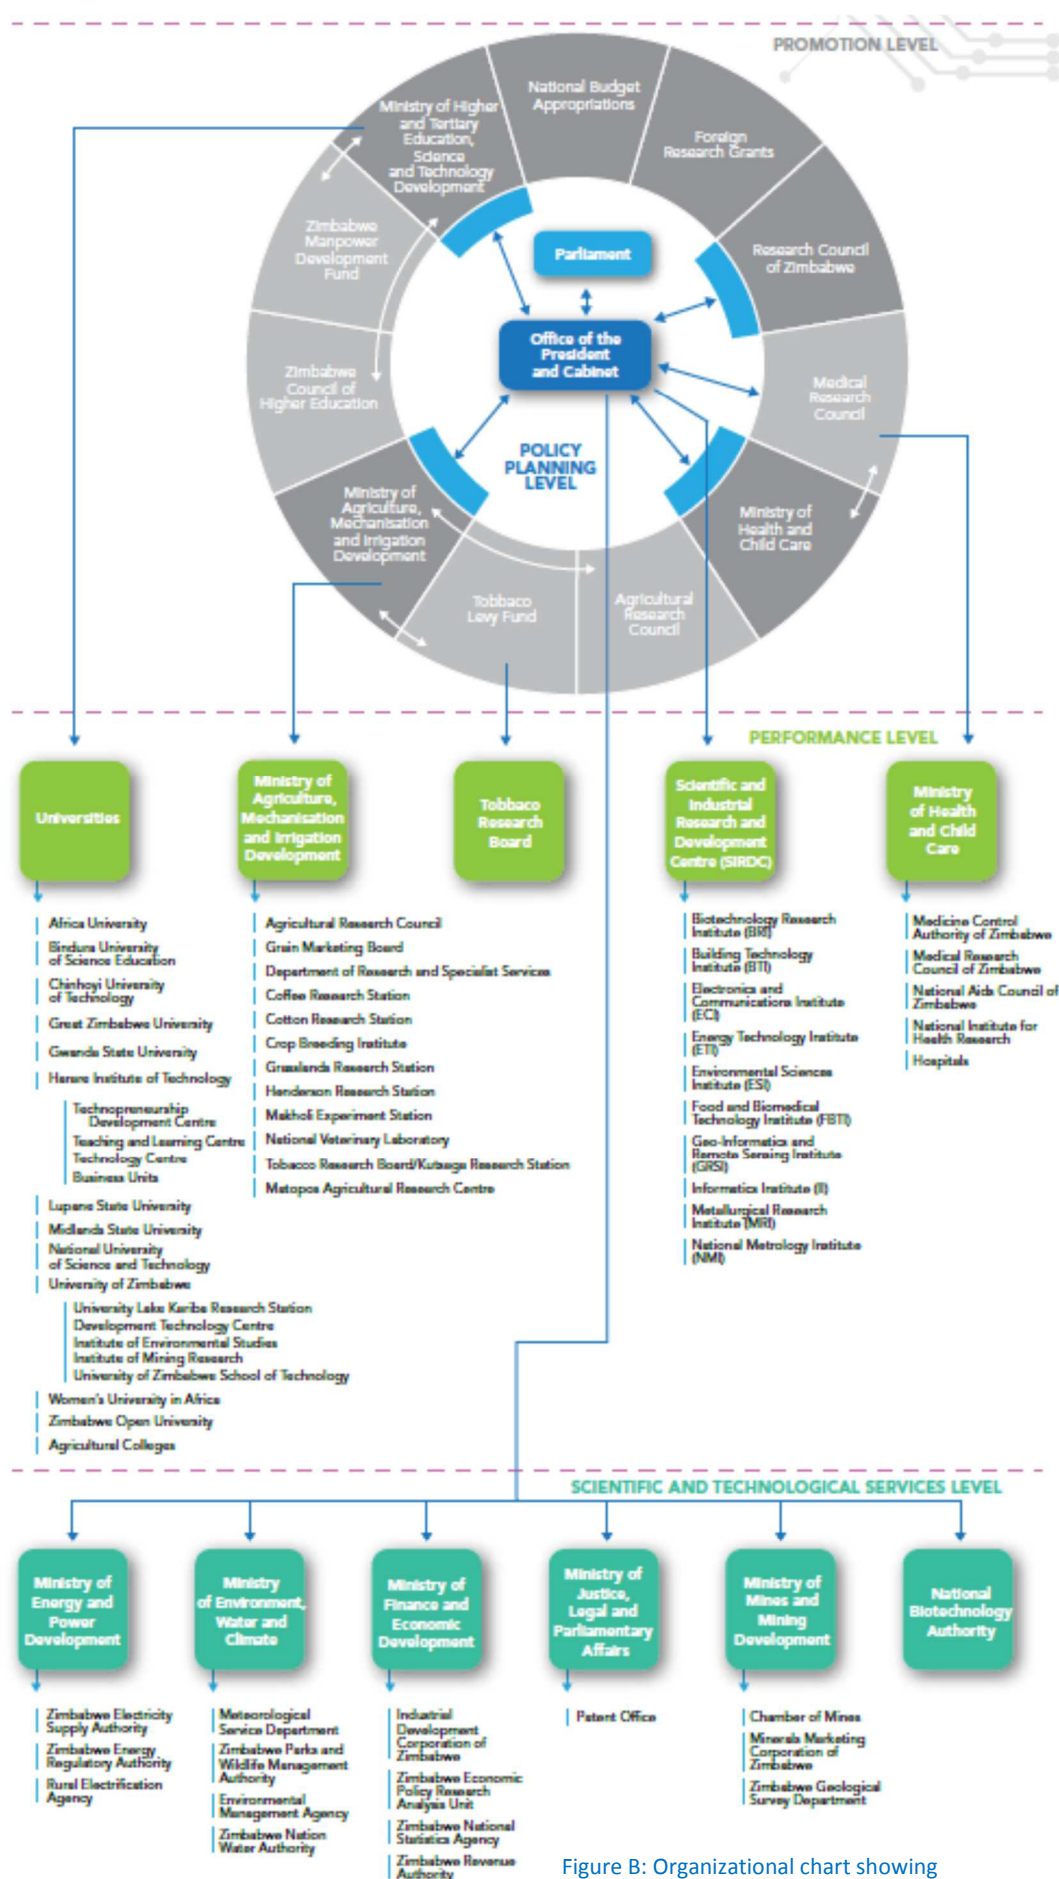 PROMOTION LEVEL
National Budget
Appropriations
Ministry of Higher
and Tertiary
Education,
Science
and Technology
Development
Foreign
Research Grants
Zimbabwe
Manpower
Development
Fund
Parliament
Research Council
of Zimbabwe
Office of the
President
and Cabinet
Zimbabwe
Council of
Higher Education
Medical
Research
Council
POLICY
PLANNING
LEVEL
Ministry of
Agriculture,
Mechanisation
and Irrigation
Development
Ministry of
Health and
Child Care
Tobbaco
Levy Fund
Agricultural
Research
Council
PERFORMANCE LEVEL
Universities
Ministry of
Agriculture,
Mechanisation
and Irrigation
Development
Tobbaco
Research
Board
Scientific and
Industrial
Research and
Development
Centre (SIRDC)
Ministry
of Health
and Child
Care
Africa University
Bindura University
of Science Education
Chinhoyi University
of Technology
Great Zimbabwe University
Gwanda State University
Harare Institute of Technology
Technopreneurship
Development Centre
Teaching and Learning Centre
Technology Centre
Business Units
Lupane State University
Midlands State University
National University
of Science and Technology
University of Zimbabwe
University Lake Kariba Research Station
Development Technology Centre
Institute of Environmental Studies
Institute of Mining Research
University of Zimbabwe School of Technology
Women's University in Africa
Zimbabwe Open University
Agricultural Colleges
Agricultural Research Council
Grain Marketing Board
Department of Research and Specialist Services
Coffee Research Station
Cotton Research Station
Crop Breeding Institute
Grasslands Research Station
Henderson Research Station
Makholi Experiment Station
National Veterinary Laboratory
Tobacco Research Board/Kutsaga Research Station
Matopos Agricultural Research Centre
Biotechnology Research
Institute (BRI)
Building Technology
Institute (BTI)
Electronics and
Communications Institute
(ECI)
Energy Technology Institute
(ETI)
Environmental Sciences
Institute (ESI)
Food and Biomedical
Technology Institute (FBTI)
Geo-Informatics and
Remote Sensing Institute
(GRSI)
Informatics Institute (II)
Metallurgical Research
Institute (MRI)
National Metrology Institute
(NMI)
Medicine Control
Authority of Zimbabwe
Medical Research
Council of Zimbabwe
National Aids Council of
Zimbabwe
National Institute for
Health Research
Hospitals
SCIENTIFIC AND TECHNOLOGICAL SERVICES LEVEL
Ministry of
Energy and
Power
Development
Ministry
of Environment,
Water and
Climate
Ministry of
Finance and
Economic
Development
Ministry of
Justice,
Legal and
Parliamentary
Affairs
Ministry of
Mines and
Mining
Development
National
Biotechnology
Authority
Zimbabwe Electricity
Supply Authority
Zimbabwe Energy
Regulatory Authority
Rural Electrification
Agency
Meteorological
Service Department
Zimbabwe Parks and
Wildlife Management
Authority
Environmental
Management Agency
Zimbabwe Nation
Water Authority
Industrial
Development
Corporation of
Zimbabwe
Zimbabwe Economic
Policy Research
Analysis Unit
Zimbabwe National
Statistics Agency
Zimbabwe Revenue
Authority
Patent Office
Chamber of Mines
Minerals Marketing
Corporation of
Zimbabwe
Zimbabwe Geological
Survey Department
Figure B: Organizational chart showing